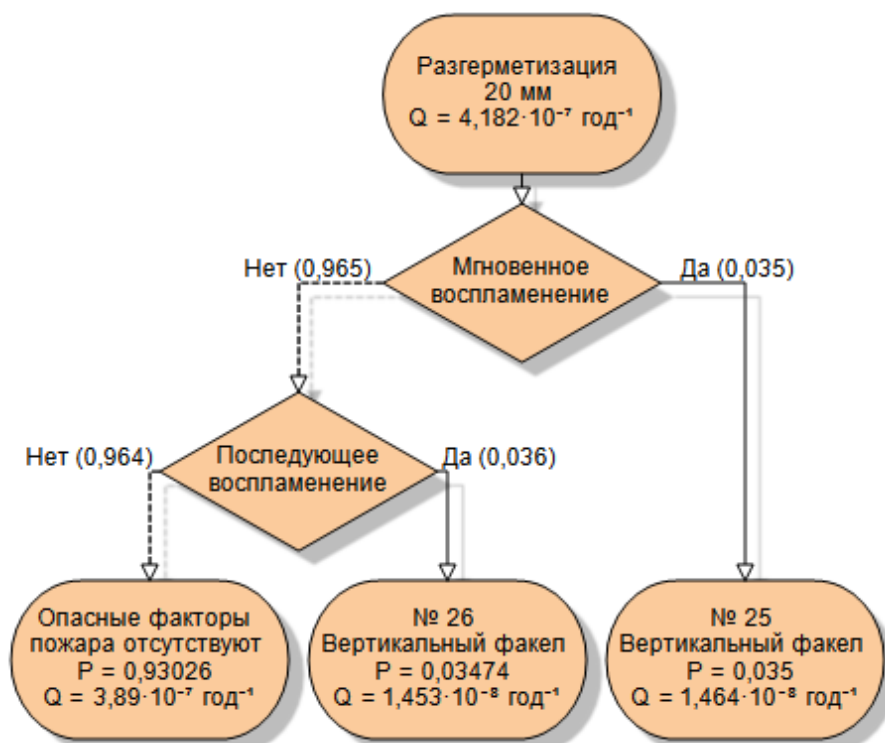 Разгерметизация
20 мм
Q = 4,182·10⁻⁷ год⁻¹
Нет (0,965)
Мгновенное
воспламенение
Да (0,035)
Нет (0,964)
Последующее
воспламенение
Да (0,036)
Опасные факторы
пожара отсутствуют
P = 0,93026
Q = 3,89·10⁻⁷ год⁻¹
№ 26
Вертикальный факел
P = 0,03474
Q = 1,453·10⁻⁸ год⁻¹
№ 25
Вертикальный факел
P = 0,035
Q = 1,464·10⁻⁸ год⁻¹